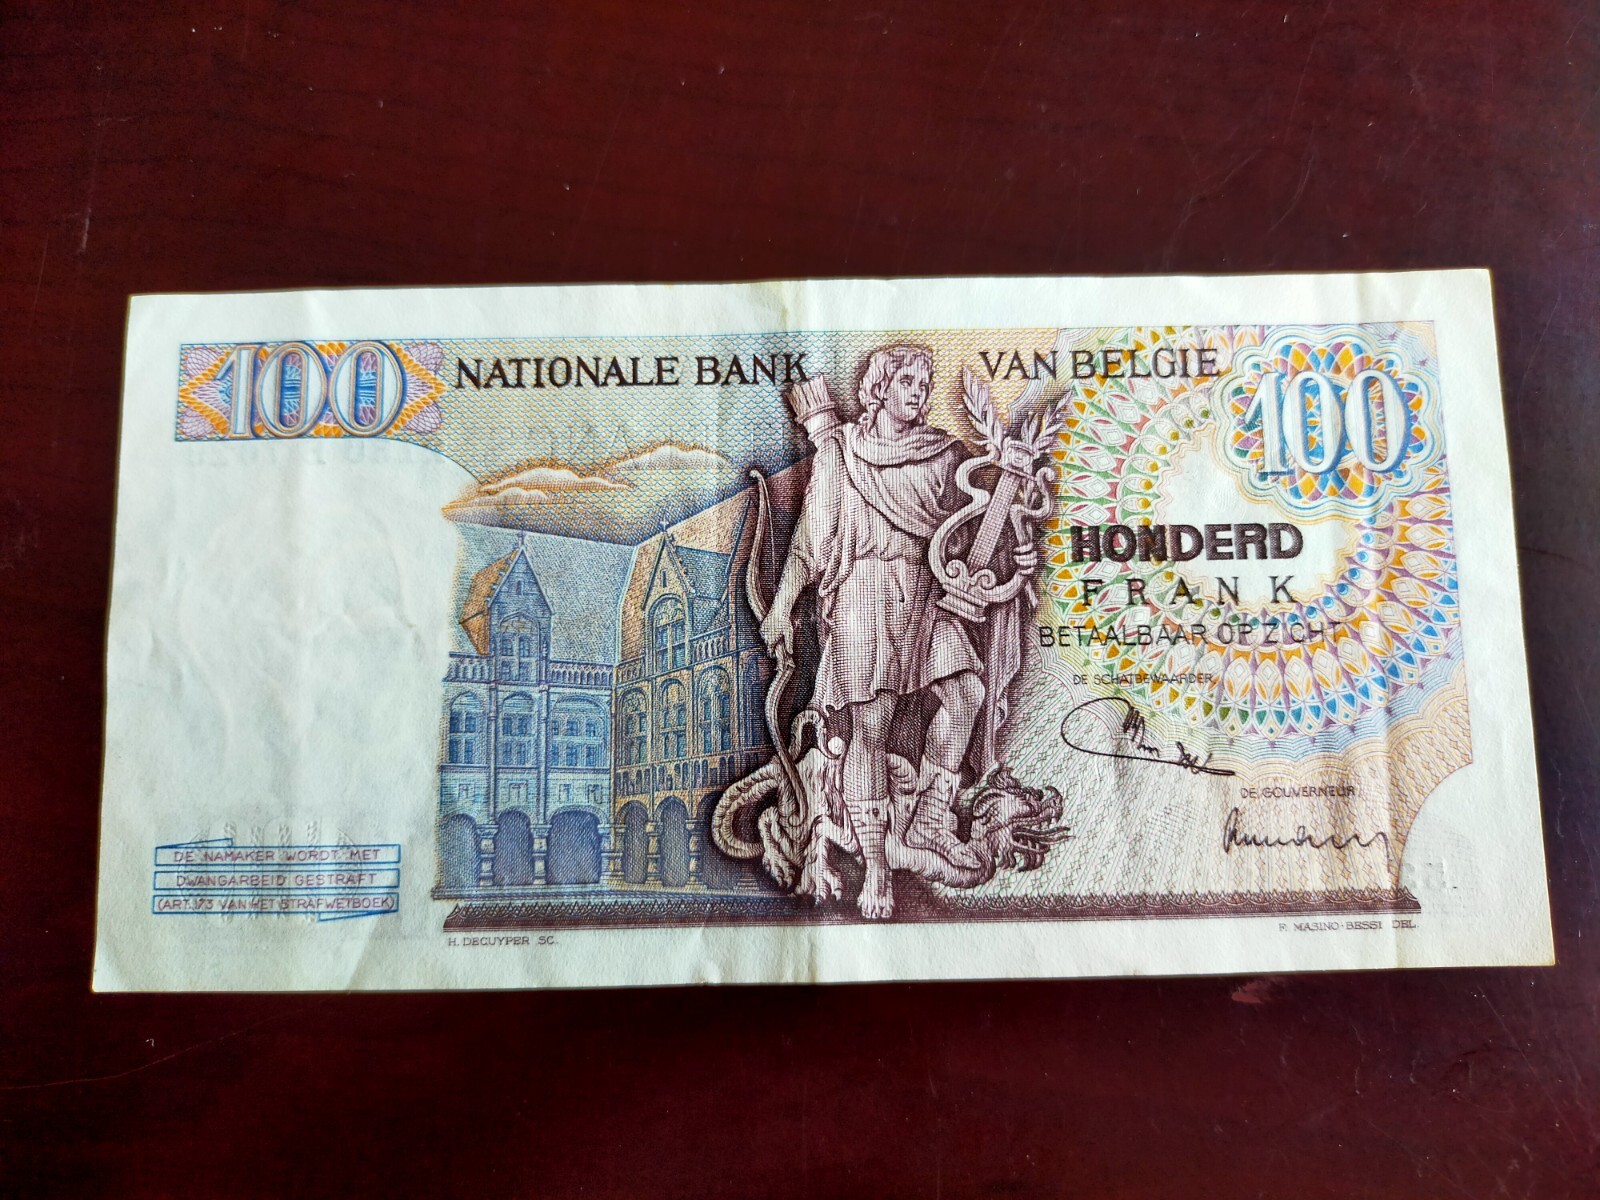 100
NATIONALE BANK VAN BELGIE
100
HONDERD
FRANK
BETAALBAAR OP ZICHT
DE SCHATBEWAARDER,
DE GOUVERNEUR,
DE NAMAKER WORDT MET
DWANGARBEID GESTRAFT
(ART.173 VAN HET STRAFWETBOEK)
H. DECUYPER SC.
F. MASINO-BESSI DEL.